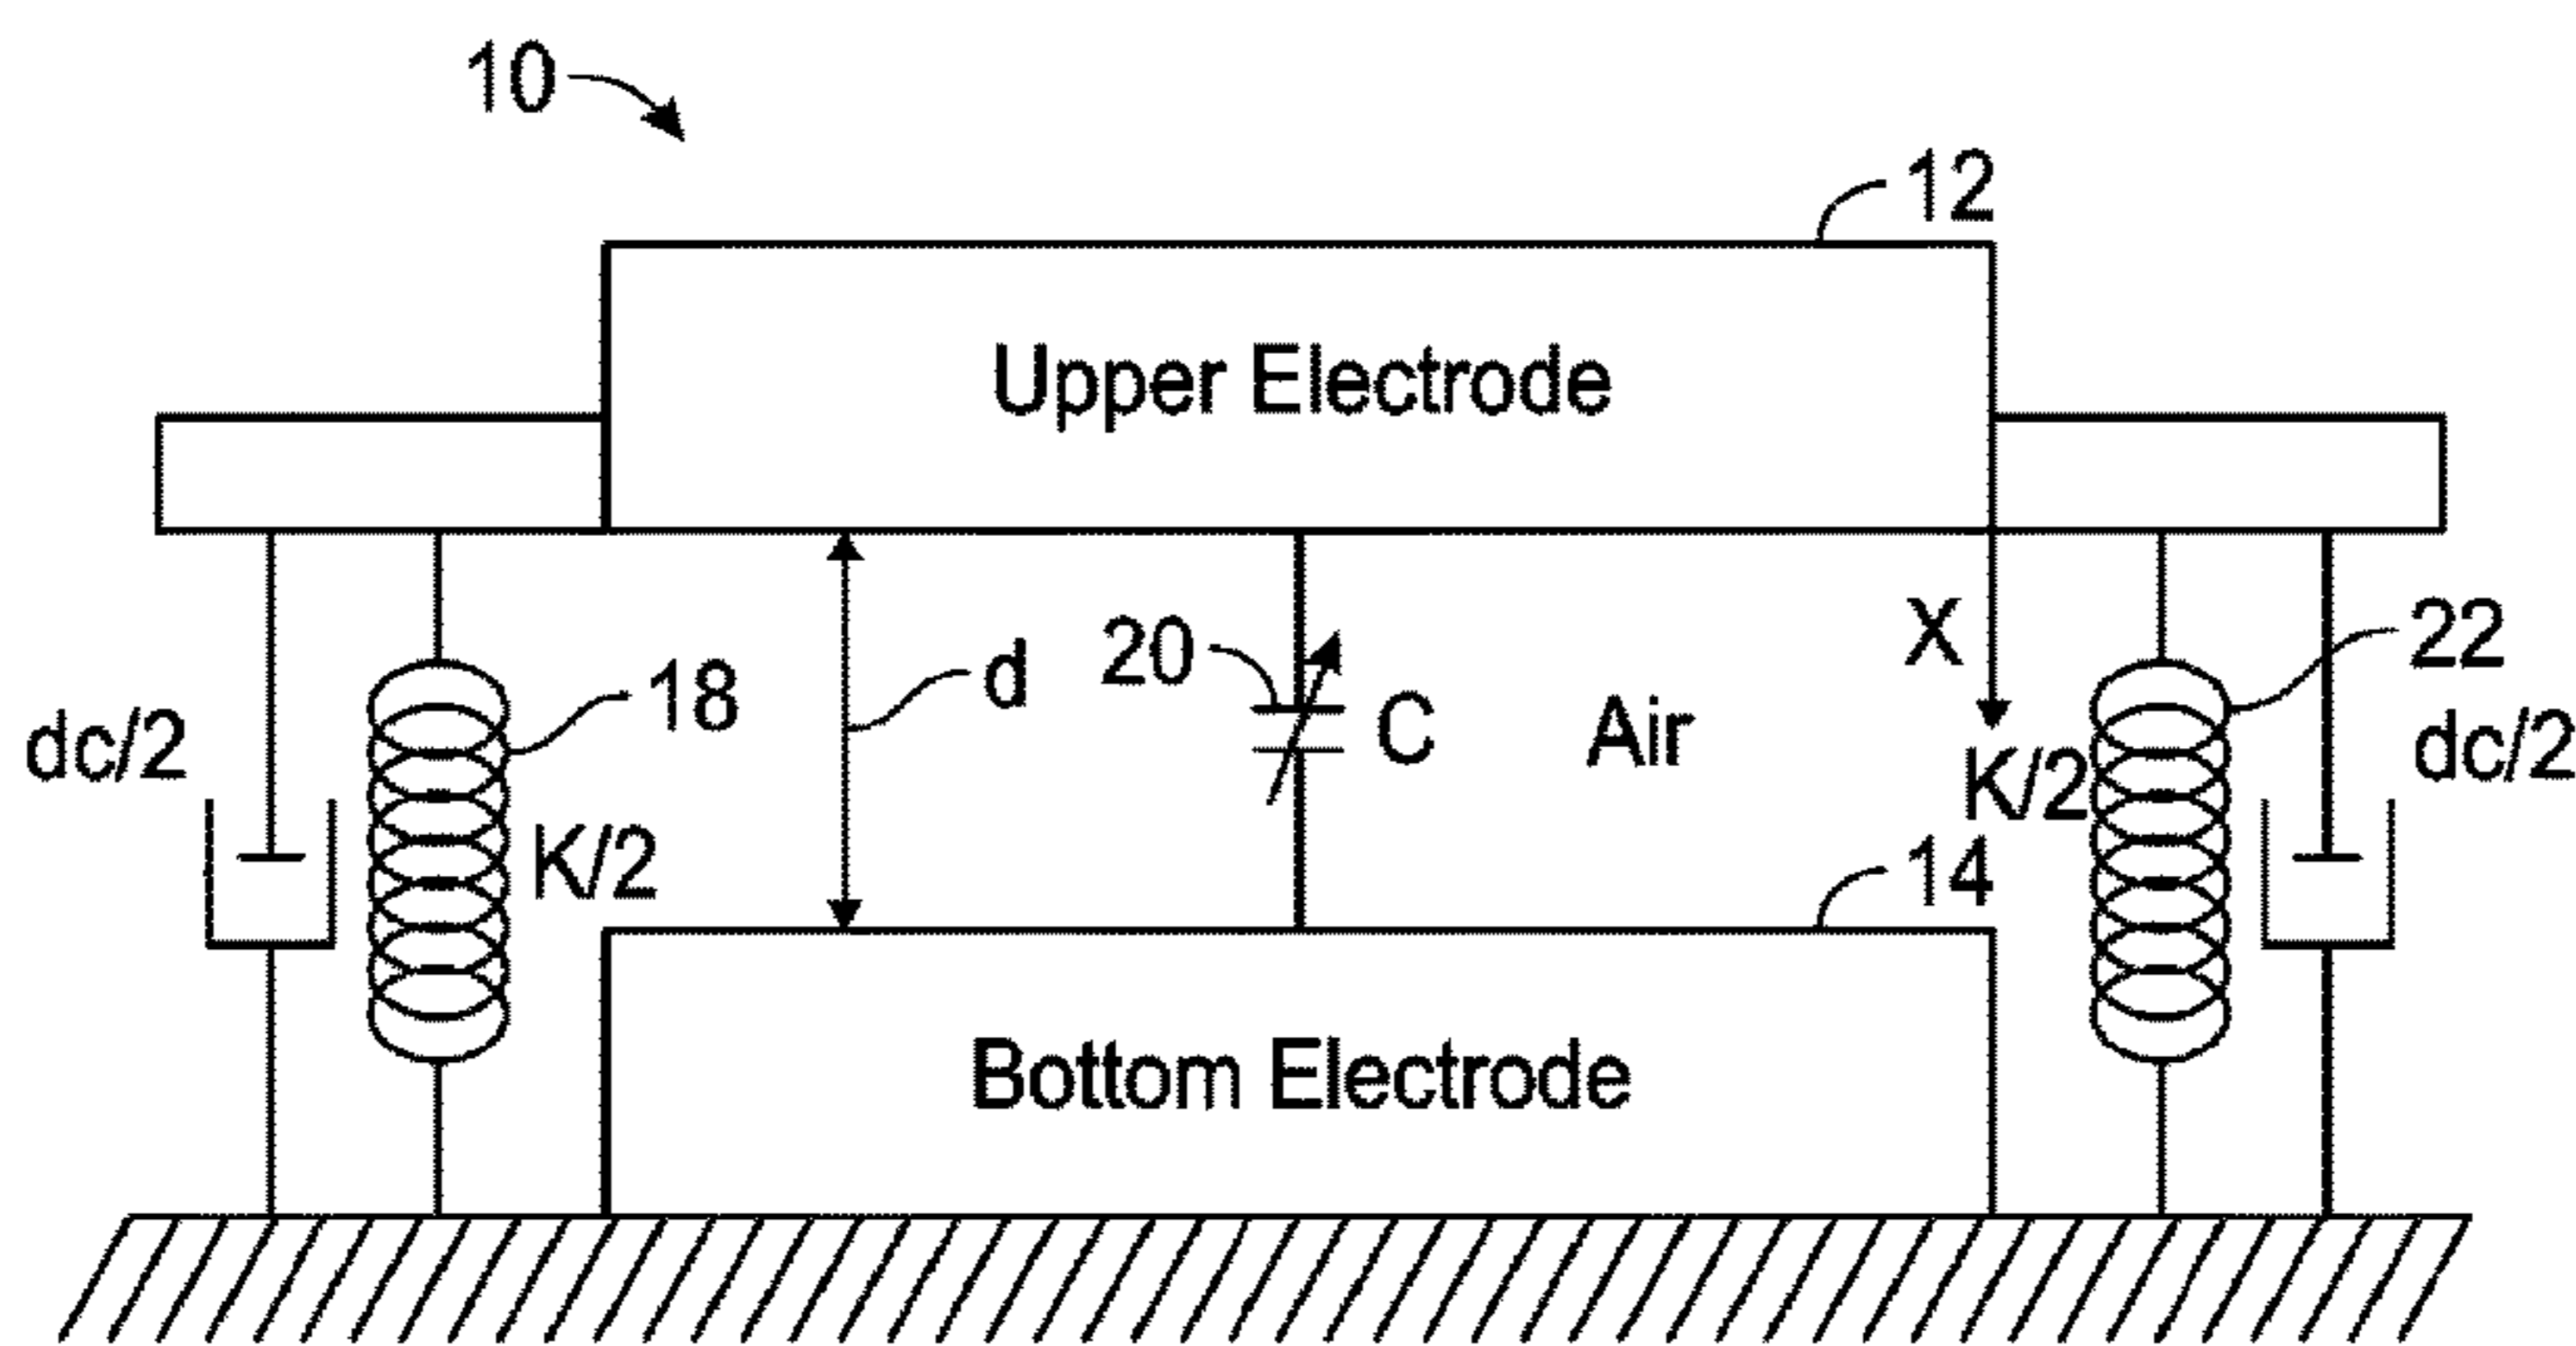 10
12
Upper Electrode
X
22
20
18
d
C
Air
dc/2
dc/2
K/2
K/2
14
Bottom Electrode